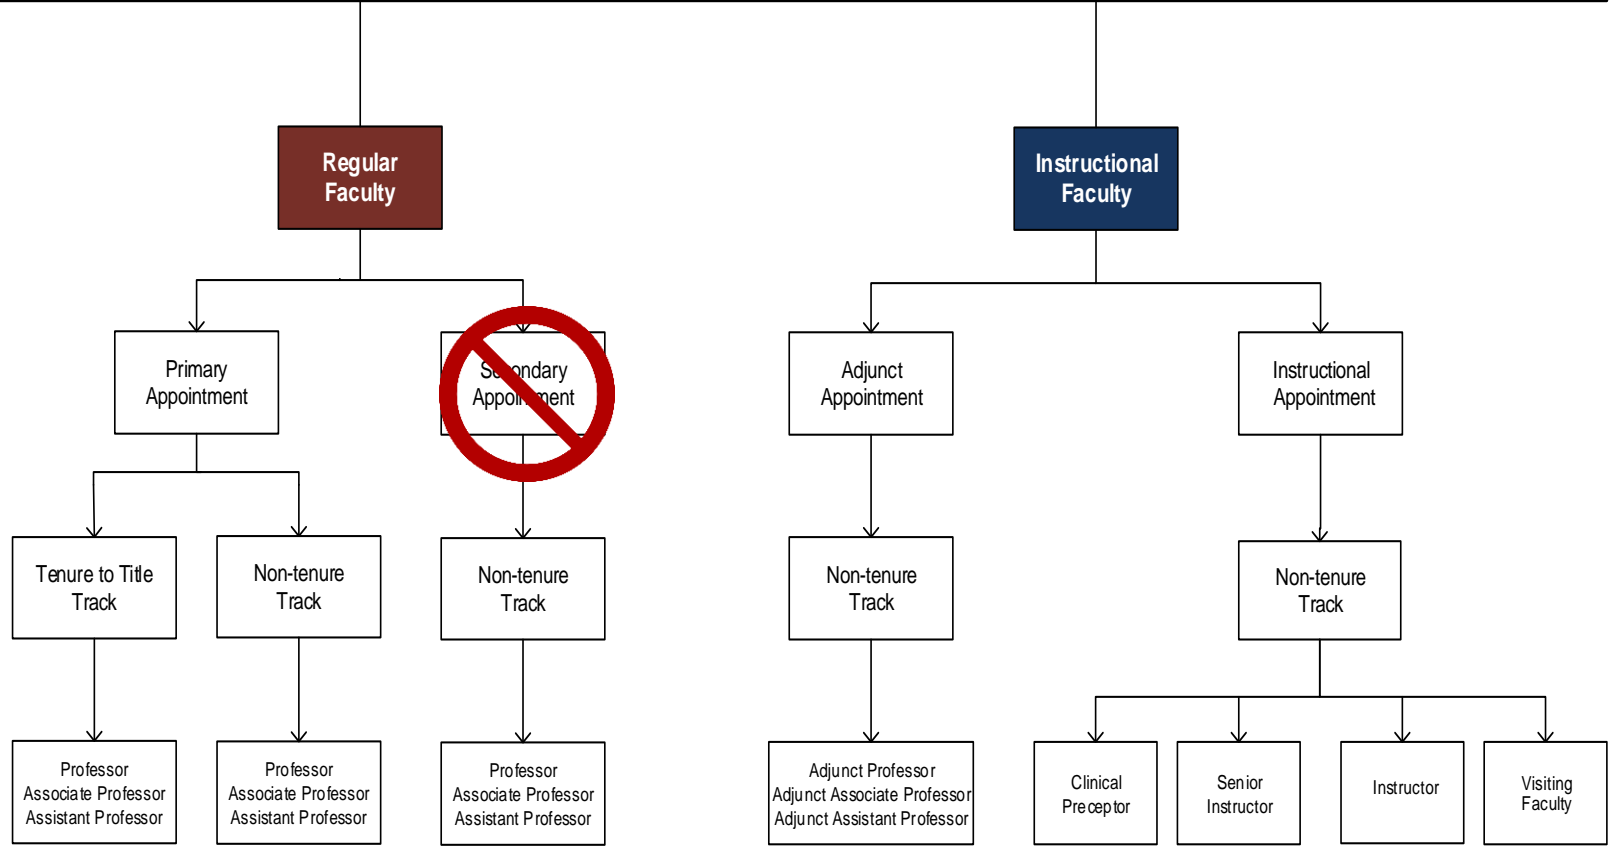 Regular
Faculty
Instructional
Faculty
Primary
Appointment
Secondary
Appointment
Adjunct
Appointment
Instructional
Appointment
Tenure to Title
Track
Non-tenure
Track
Non-tenure
Track
Non-tenure
Track
Non-tenure
Track
Professor
Associate Professor
Assistant Professor
Professor
Associate Professor
Assistant Professor
Professor
Associate Professor
Assistant Professor
Adjunct Professor
Adjunct Associate Professor
Adjunct Assistant Professor
Clinical
Preceptor
Senior
Instructor
Instructor
Visiting
Faculty